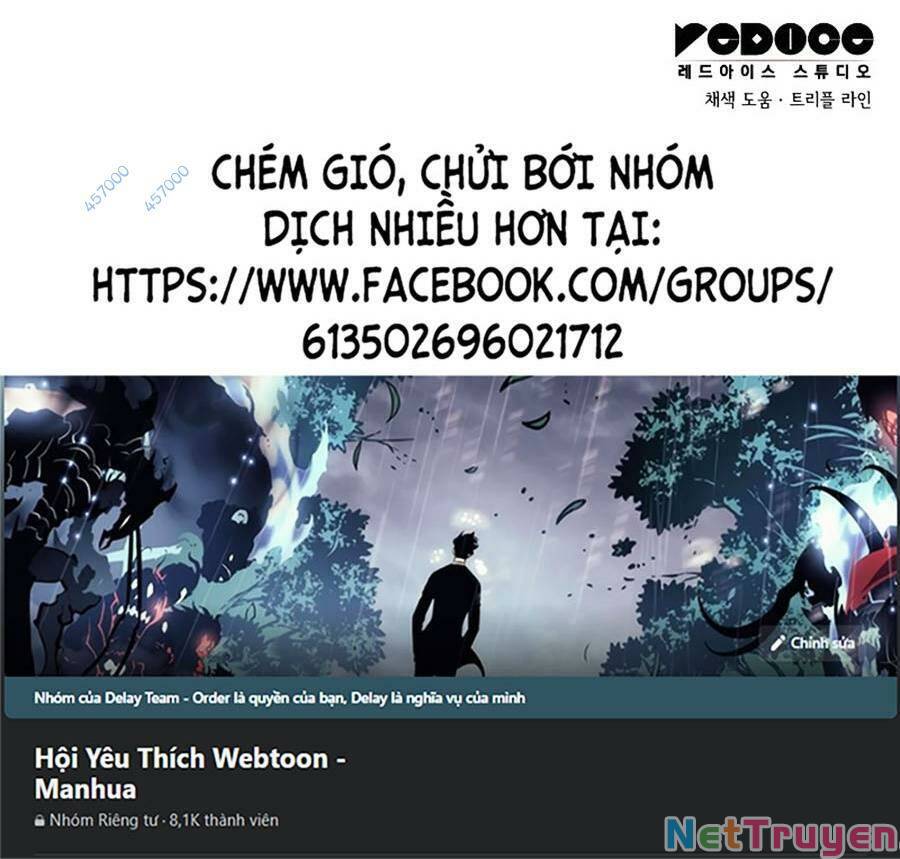 REDICE
레드아이스 스튜디오
채색 도움 · 트리플 라인
457000
457000
CHÉM GIÓ, CHỬI BỚI NHÓM
DỊCH NHIỀU HƠN TẠI:
HTTPS://WWW.FACEBOOK.COM/GROUPS/
613502696021712
Chỉnh sửa
Nhóm của Delay Team - Order là quyền của bạn, Delay là nghĩa vụ của mình
Hội Yêu Thích Webtoon -
Manhua
Nhóm Riêng tư · 8,1K thành viên
NetTruyen